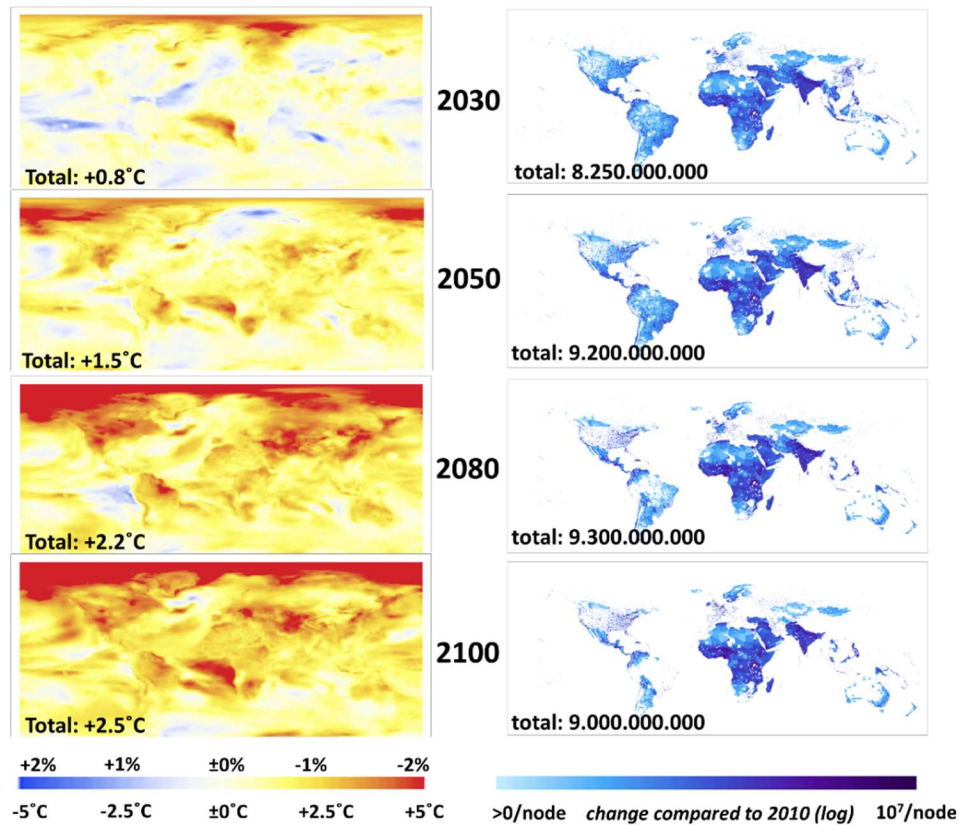 2030
Total: +0.8˚C
total: 8.250.000.000
2050
Total: +1.5˚C
total: 9.200.000.000
2080
Total: +2.2˚C
total: 9.300.000.000
2100
Total: +2.5˚C
total: 9.000.000.000
+2% +1% ±0% -1% -2%
-5˚C -2.5˚C ±0˚C +2.5˚C +5˚C
>0/node change compared to 2010 (log) 10⁷/node